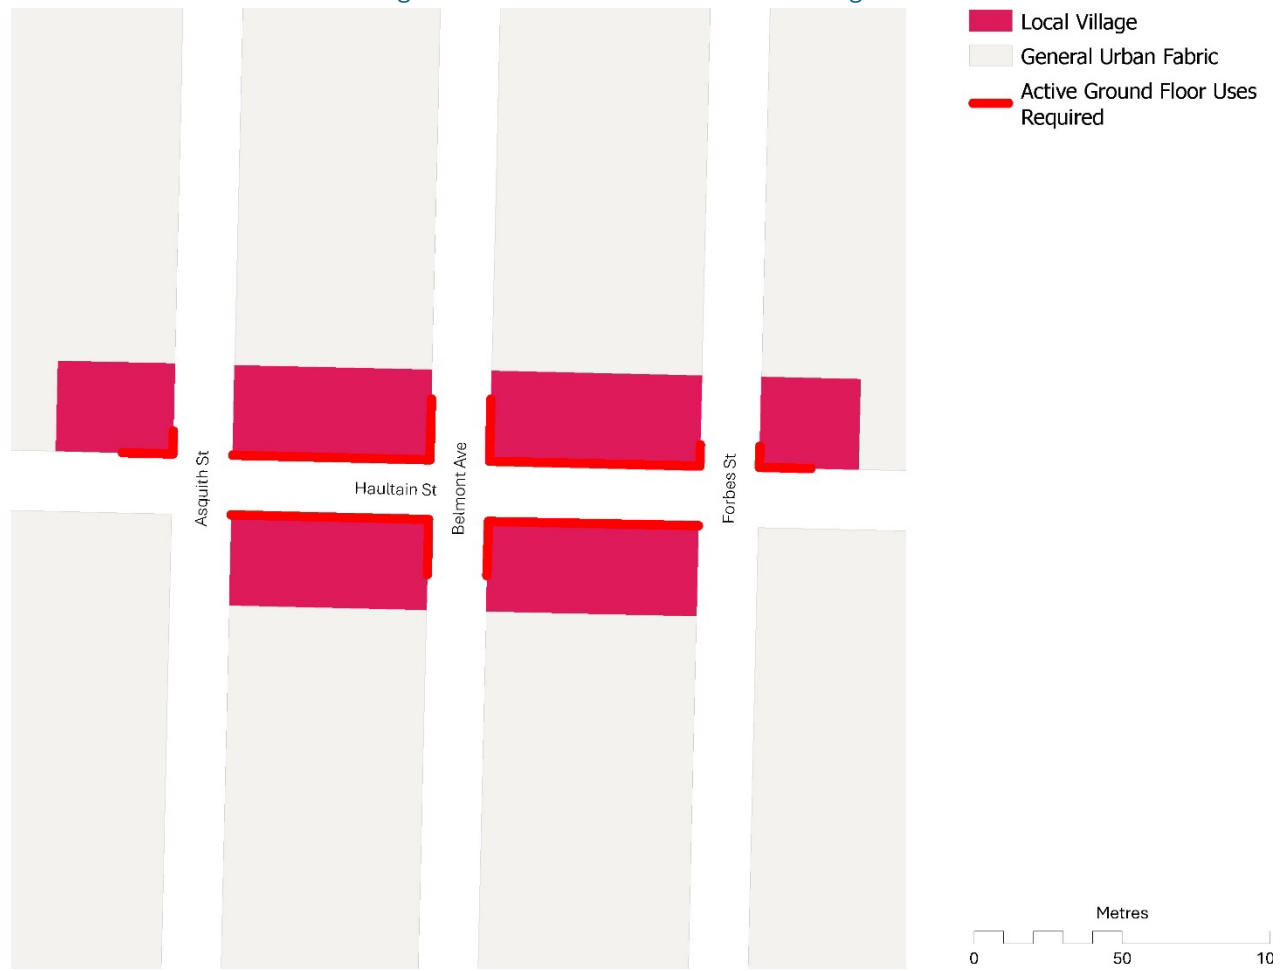 Local Village
General Urban Fabric
Active Ground Floor Uses
Required
Asquith St
Haultain St
Belmont Ave
Forbes St
Metres
0 50 10